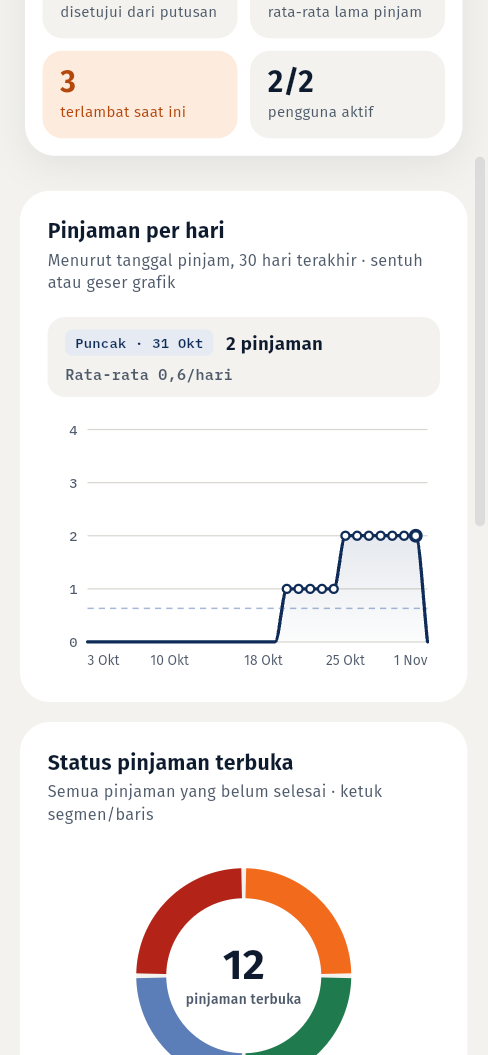 disetujui dari putusan
rata-rata lama pinjam
3
terlambat saat ini
2/2
pengguna aktif
Pinjaman per hari
Menurut tanggal pinjam, 30 hari terakhir · sentuh
atau geser grafik
Puncak · 31 Okt
2 pinjaman
Rata-rata 0,6/hari
4
3
2
1
0
3 Okt
10 Okt
18 Okt
25 Okt
1 Nov
Status pinjaman terbuka
Semua pinjaman yang belum selesai · ketuk
segmen/baris
12
pinjaman terbuka